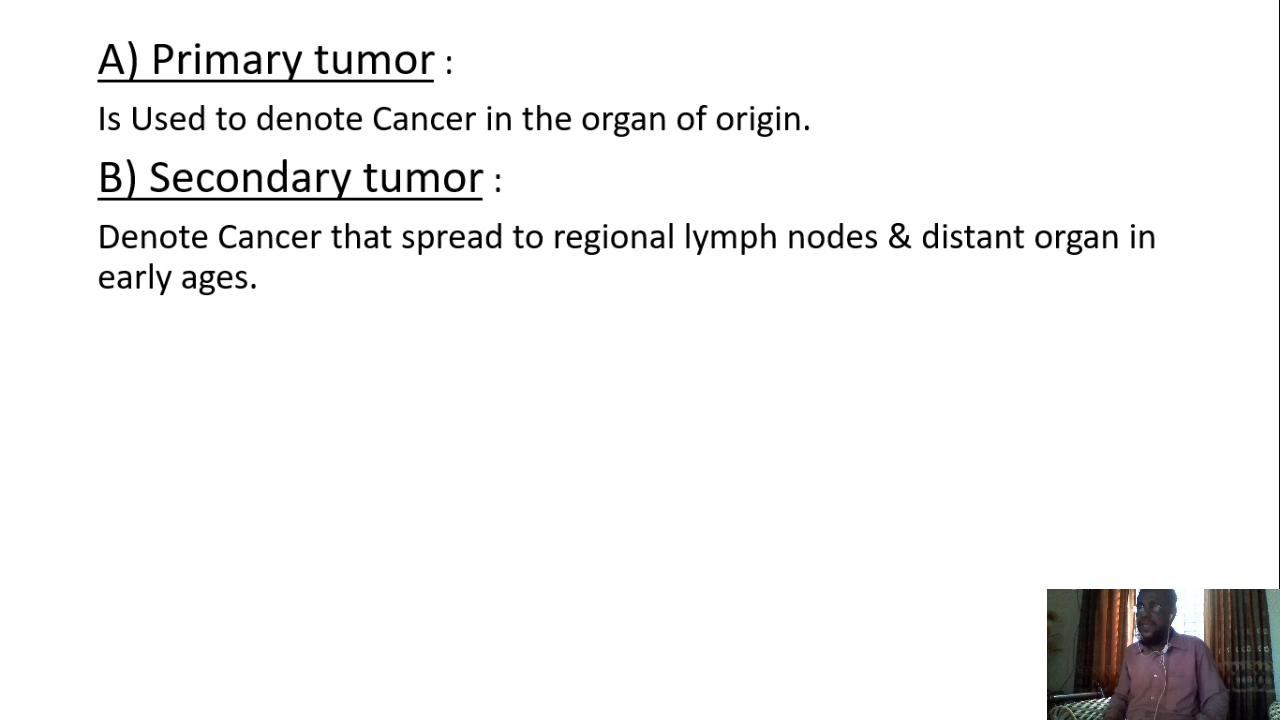 A) Primary tumor :
Is Used to denote Cancer in the organ of origin.
B) Secondary tumor :
Denote Cancer that spread to regional lymph nodes & distant organ in
early ages.